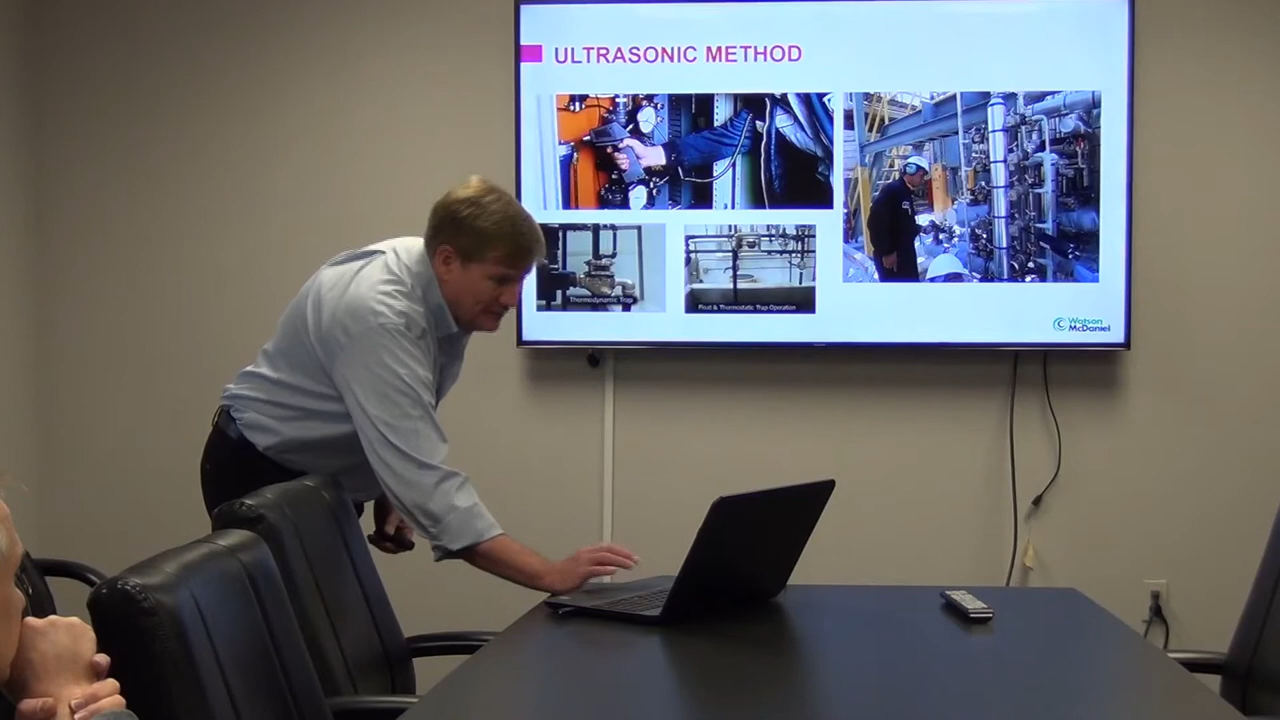 ULTRASONIC METHOD
Thermodynamic Trap
Float & Thermostatic Trap Operation
Watson
McDaniel